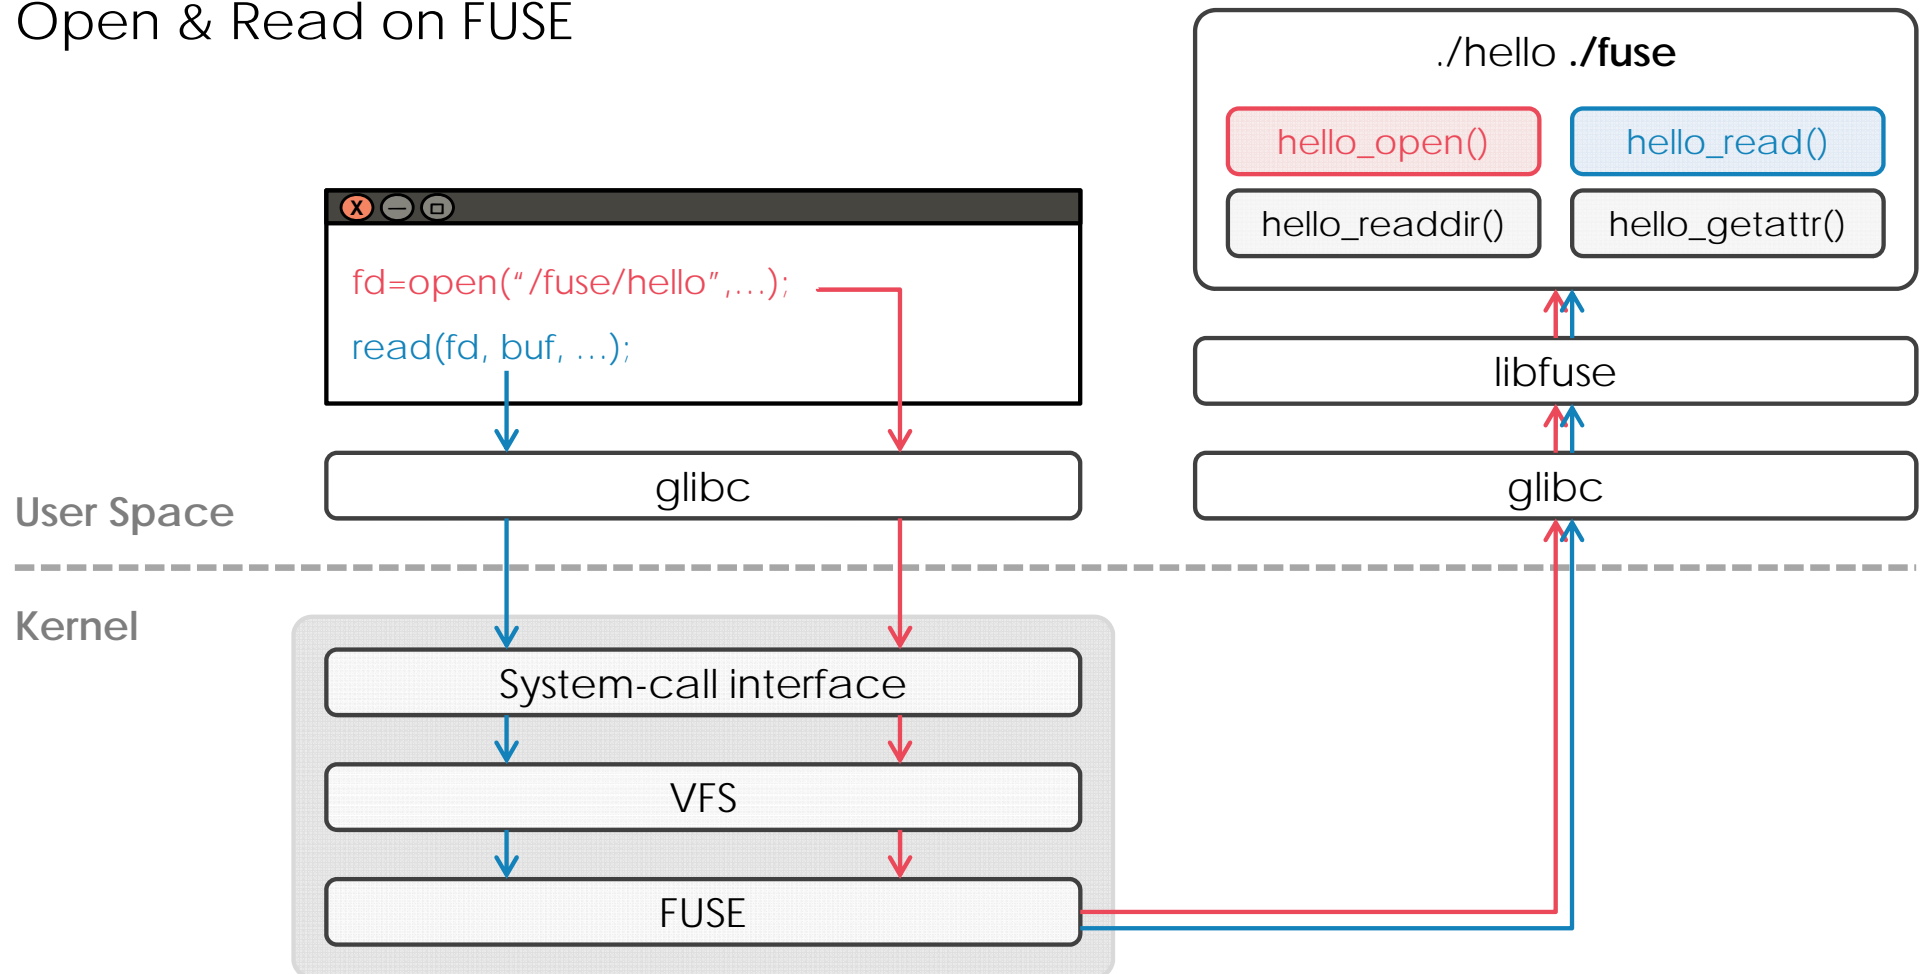 Open & Read on FUSE
./hello ./fuse
hello_open()
hello_read()
hello_readdir()
hello_getattr()
X
fd=open(“/fuse/hello”,...);
read(fd, buf, ...);
libfuse
glibc
glibc
User Space
Kernel
System-call interface
VFS
FUSE